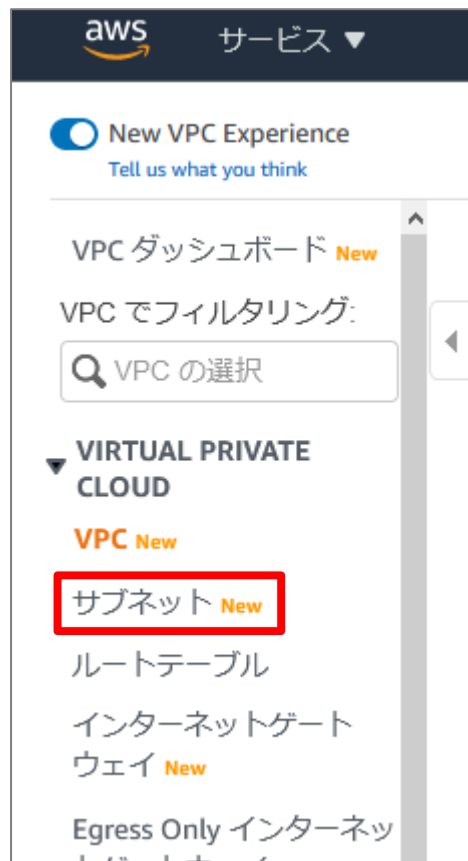 aws サービス ▼
New VPC Experience
Tell us what you think
VPC ダッシュボード New
VPC でフィルタリング:
VPC の選択
VIRTUAL PRIVATE
CLOUD
VPC New
サブネット New
ルートテーブル
インターネットゲート
ウェイ New
Egress Only インターネッ